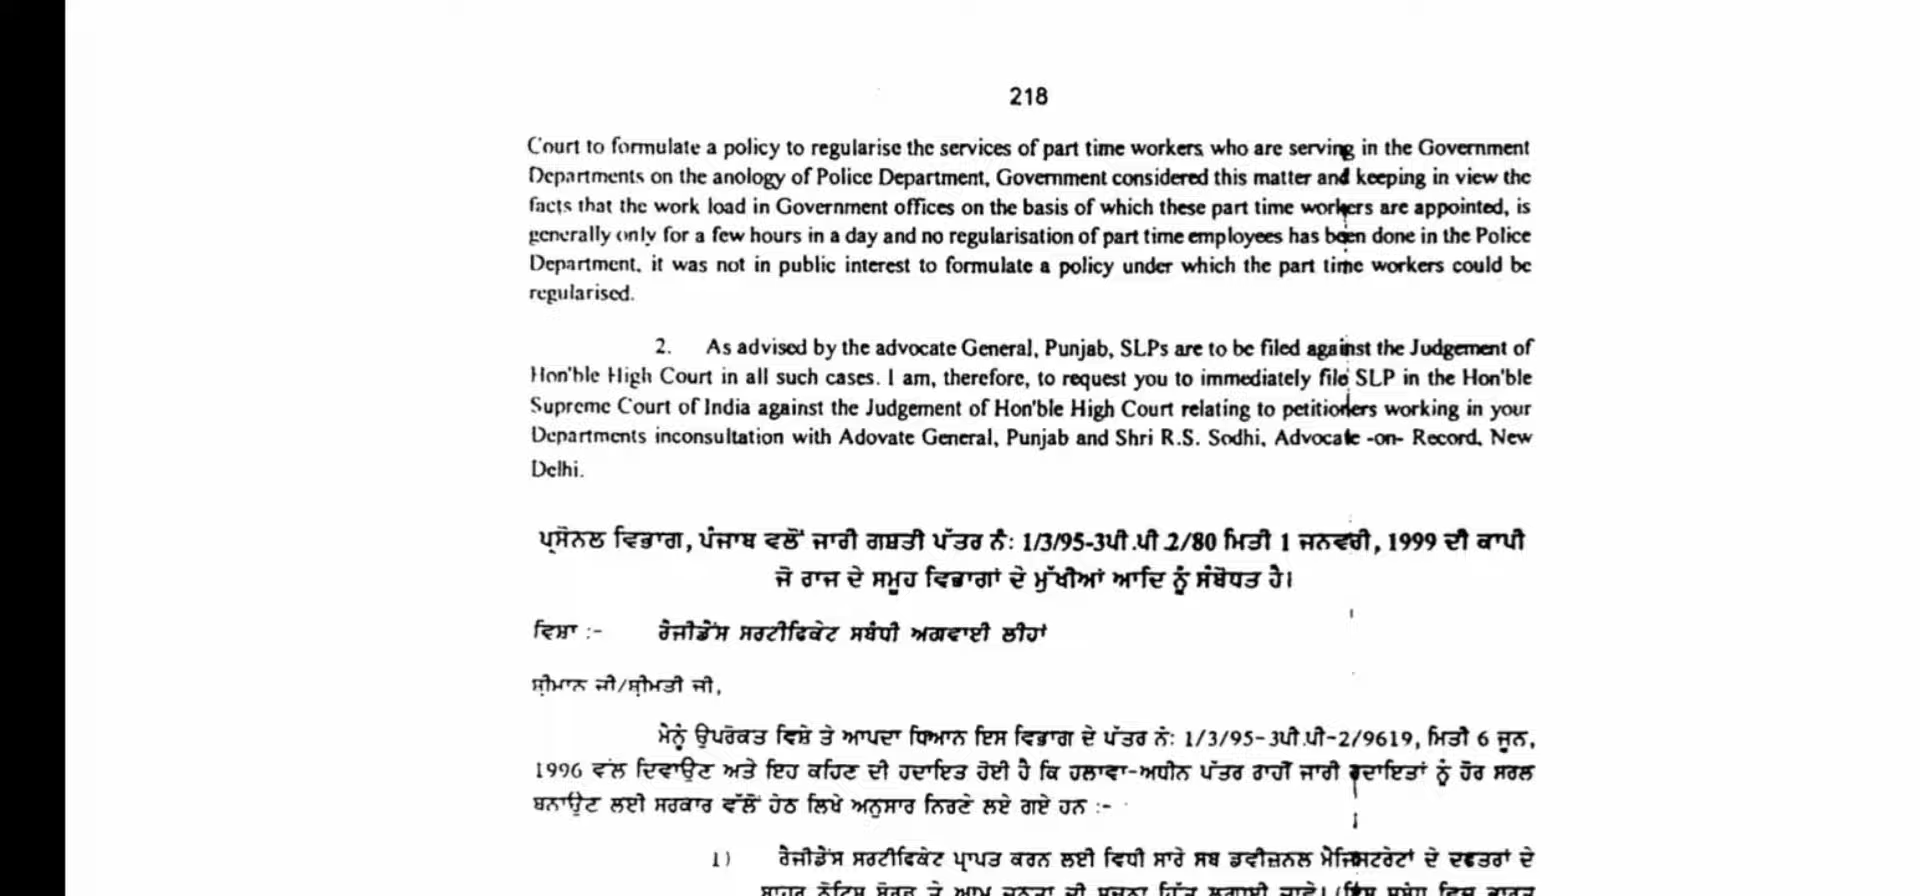 218
Court to formulate a policy to regularise the services of part time workers who are serving in the Government
Departments on the anology of Police Department, Government considered this matter and keeping in view the
facts that the work load in Government offices on the basis of which these part time workers are appointed, is
generally only for a few hours in a day and no regularisation of part time employees has been done in the Police
Department, it was not in public interest to formulate a policy under which the part time workers could be
regularised.
2. As advised by the advocate General, Punjab, SLPs are to be filed against the Judgement of
Hon'ble High Court in all such cases. I am, therefore, to request you to immediately file SLP in the Hon'ble
Supreme Court of India against the Judgement of Hon'ble High Court relating to petitioners working in your
Departments inconsultation with Adovate General, Punjab and Shri R.S. Sodhi, Advocate -on- Record, New
Delhi.
ਪ੍ਰਸੋਨਲ ਵਿਭਾਗ, ਪੰਜਾਬ ਵਲੋਂ ਜਾਰੀ ਗਸ਼ਤੀ ਪੱਤਰ ਨੰ: 1/3/95-3ਪੀ.ਪੀ.2/80 ਮਿਤੀ 1 ਜਨਵਰੀ, 1999 ਦੀ ਕਾਪੀ
ਜੋ ਰਾਜ ਦੇ ਸਮੂਹ ਵਿਭਾਗਾਂ ਦੇ ਮੁੱਖੀਆਂ ਆਦਿ ਨੂੰ ਸੰਬੋਧਤ ਹੈ।
ਵਿਸ਼ਾ :- ਰੈਜੀਡੈਂਸ ਸਰਟੀਫਿਕੇਟ ਸਬੰਧੀ ਅਗਵਾਈ ਲੀਹਾਂ
ਸ੍ਰੀਮਾਨ ਜੀ/ਸ੍ਰੀਮਤੀ ਜੀ,
ਮੈਨੂੰ ਉਪਰੋਕਤ ਵਿਸ਼ੇ ਤੇ ਆਪਦਾ ਧਿਆਨ ਇਸ ਵਿਭਾਗ ਦੇ ਪੱਤਰ ਨੰ: 1/3/95-3ਪੀ.ਪੀ-2/9619, ਮਿਤੀ 6 ਜੂਨ,
1996 ਵੱਲ ਦਿਵਾਉਣ ਅਤੇ ਇਹ ਕਹਿਣ ਦੀ ਹਦਾਇਤ ਹੋਈ ਹੈ ਕਿ ਹਲਾਵਾ-ਅਧੀਨ ਪੱਤਰ ਰਾਹੀਂ ਜਾਰੀ ਹਦਾਇਤਾਂ ਨੂੰ ਹੋਰ ਸਰਲ
ਬਨਾਉਣ ਲਈ ਸਰਕਾਰ ਵੱਲੋਂ ਹੇਠ ਲਿਖੇ ਅਨੁਸਾਰ ਨਿਰਣੇ ਲਏ ਗਏ ਹਨ :-
1) ਰੈਜੀਡੈਂਸ ਸਰਟੀਫਿਕੇਟ ਪ੍ਰਾਪਤ ਕਰਨ ਲਈ ਵਿਧੀ ਸਾਰੇ ਸਬ ਡਵੀਜ਼ਨਲ ਮੈਜਿਸਟਰੇਟਾਂ ਦੇ ਦਫਤਰਾਂ ਦੇ
ਬਾਹਰ ਨੋਟਿਸ ਬੋਰਡ ਤੇ ਆਮ ਜਨਤਾ ਦੀ ਸੂਚਨਾ ਹਿੱਤ ਲਗਾਈ ਜਾਵੇ।